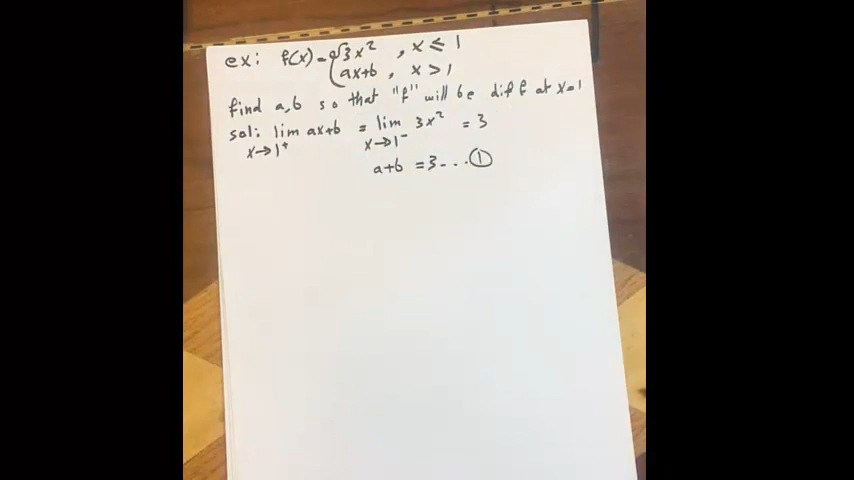 ex: f(x) = { 3x² , x ≤ 1
ax+b , x > 1
find a,b so that "f" will be diff at x=1
sol: lim ax+b = lim 3x² = 3
x→1⁺ x→1⁻
a+b = 3 - . . ①